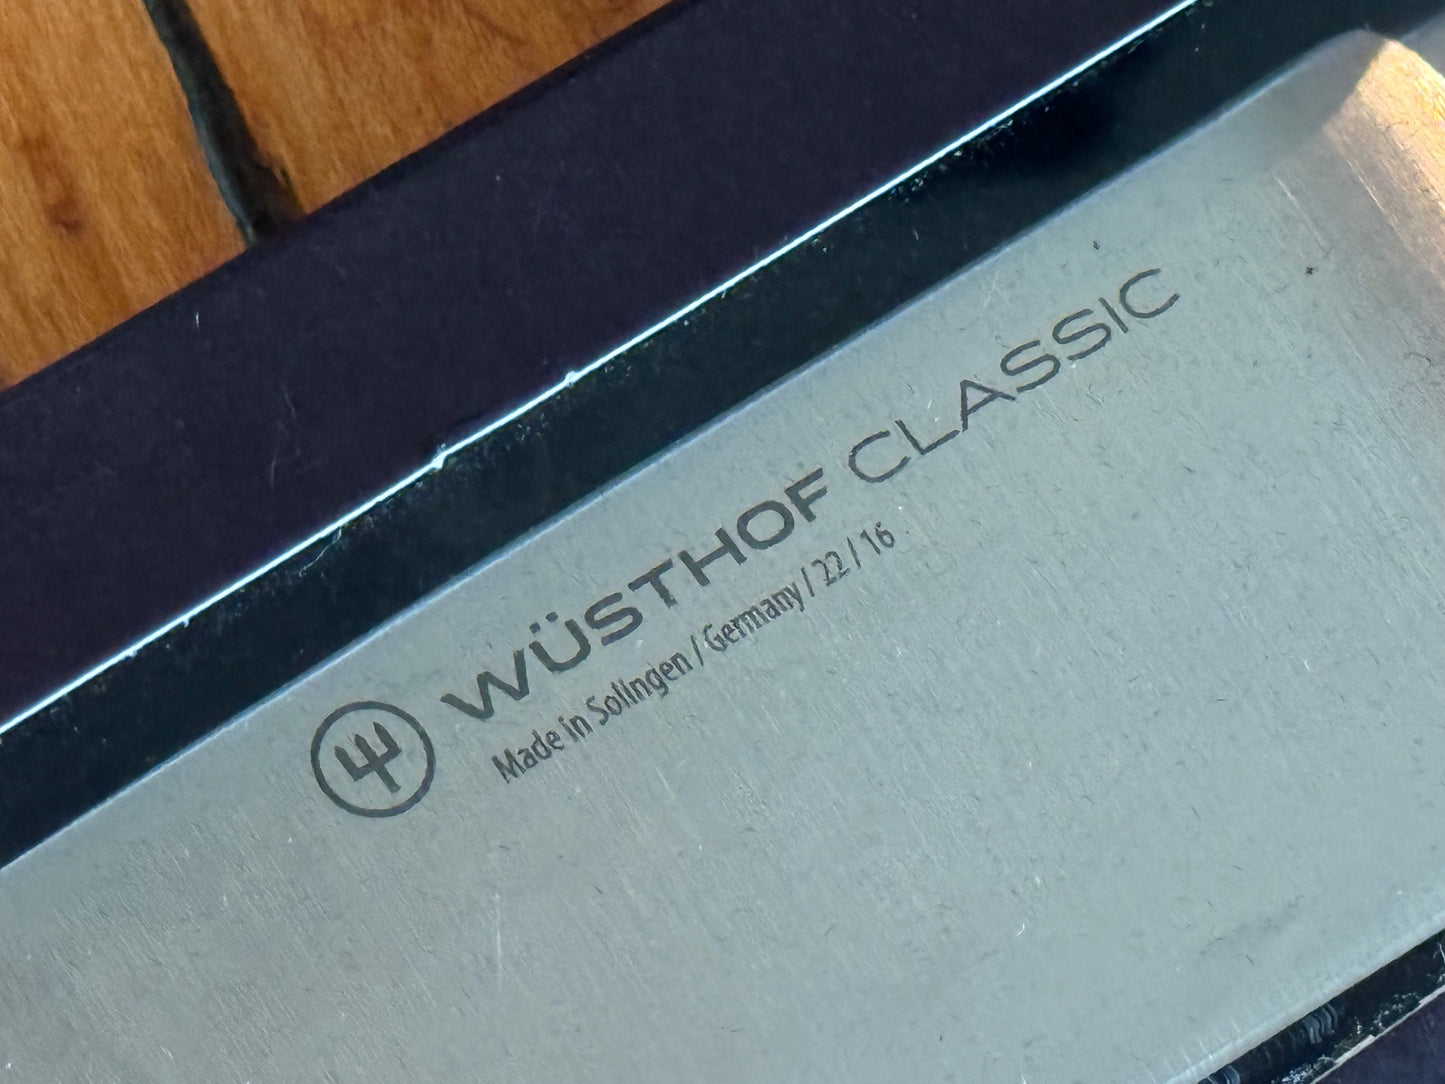 WÜSTHOF CLASSIC
Made in Solingen / Germany / 22 / 16